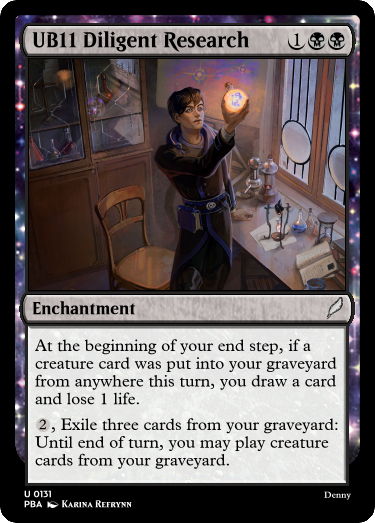 UB11 Diligent Research 1
Enchantment
At the beginning of your end step, if a
creature card was put into your graveyard
from anywhere this turn, you draw a card
and lose 1 life.
2, Exile three cards from your graveyard:
Until end of turn, you may play creature
cards from your graveyard.
U 0131
PBA KARINA REFRYNN
Denny